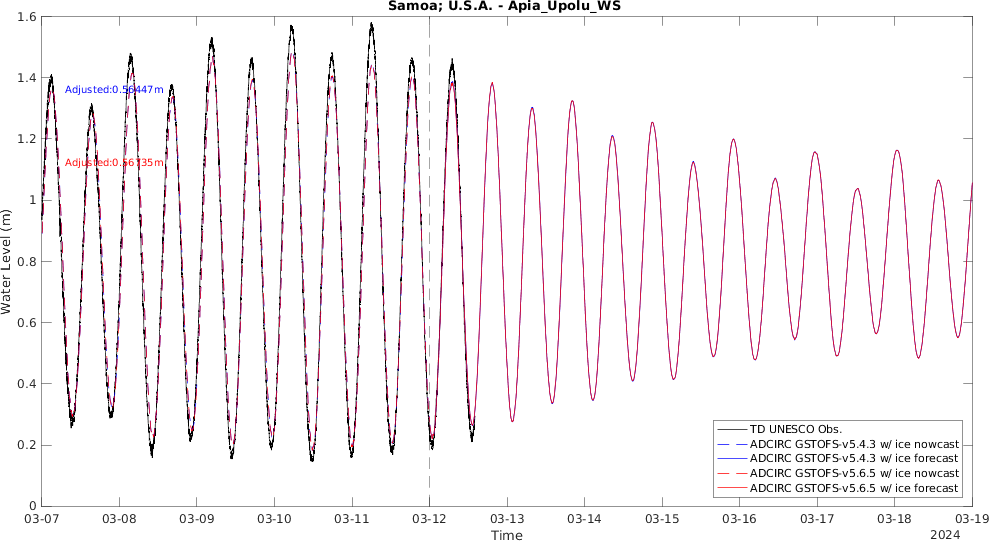 Samoa; U.S.A. - Apia_Upolu_WS
1.6
1.4
1.2
1
0.8
0.6
0.4
0.2
0
Water Level (m)
Adjusted:0.56447m
Adjusted:0.56735m
TD UNESCO Obs.
ADCIRC GSTOFS-v5.4.3 w/ ice nowcast
ADCIRC GSTOFS-v5.4.3 w/ ice forecast
ADCIRC GSTOFS-v5.6.5 w/ ice nowcast
ADCIRC GSTOFS-v5.6.5 w/ ice forecast
03-07 03-08 03-09 03-10 03-11 03-12 03-13 03-14 03-15 03-16 03-17 03-18 03-19
Time
2024